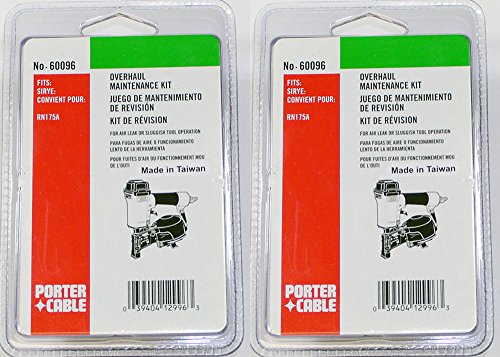 No. 60096
FITS:
SIRVE:
CONVIENT POUR:
RN175A
OVERHAUL
MAINTENANCE KIT
JUEGO DE MANTENIMIENTO
DE REVISIÓN
KIT DE RÉVISION
FOR AIR LEAK OR SLUGGISH TOOL OPERATION
PARA FUGAS DE AIRE O FUNCIONAMIENTO
LENTO DE LA HERRAMIENTA
POUR FUITES D'AIR OU FONCTIONNEMENT MOU
DE L'OUTI
Made in Taiwan
PORTER
CABLE
0 39404 12996 3
No. 60096
FITS:
SIRVE:
CONVIENT POUR:
RN175A
OVERHAUL
MAINTENANCE KIT
JUEGO DE MANTENIMIENTO
DE REVISIÓN
KIT DE RÉVISION
FOR AIR LEAK OR SLUGGISH TOOL OPERATION
PARA FUGAS DE AIRE O FUNCIONAMIENTO
LENTO DE LA HERRAMIENTA
POUR FUITES D'AIR OU FONCTIONNEMENT MOU
DE L'OUTI
Made in Taiwan
PORTER
CABLE
0 39404 12996 3